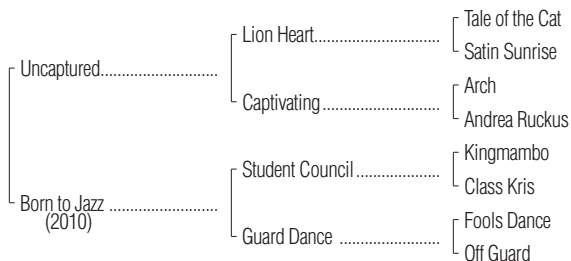 Tale of the Cat
Lion Heart
Satin Sunrise
Uncaptured
Arch
Captivating
Andrea Ruckus
Kingmambo
Student Council
Class Kris
Born to Jazz
(2010)
Fools Dance
Guard Dance
Off Guard